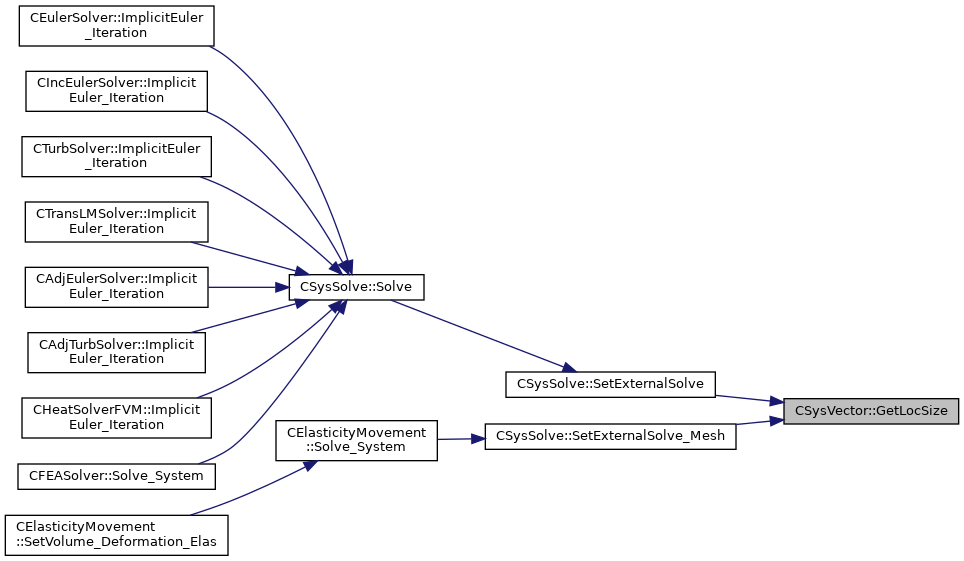 CEulerSolver::ImplicitEuler
_Iteration
CIncEulerSolver::Implicit
Euler_Iteration
CTurbSolver::ImplicitEuler
_Iteration
CTransLMSolver::Implicit
Euler_Iteration
CAdjEulerSolver::Implicit
Euler_Iteration
CAdjTurbSolver::Implicit
Euler_Iteration
CHeatSolverFVM::Implicit
Euler_Iteration
CFEASolver::Solve_System
CElasticityMovement
::SetVolume_Deformation_Elas
CSysSolve::Solve
CElasticityMovement
::Solve_System
CSysSolve::SetExternalSolve
CSysSolve::SetExternalSolve_Mesh
CSysVector::GetLocSize